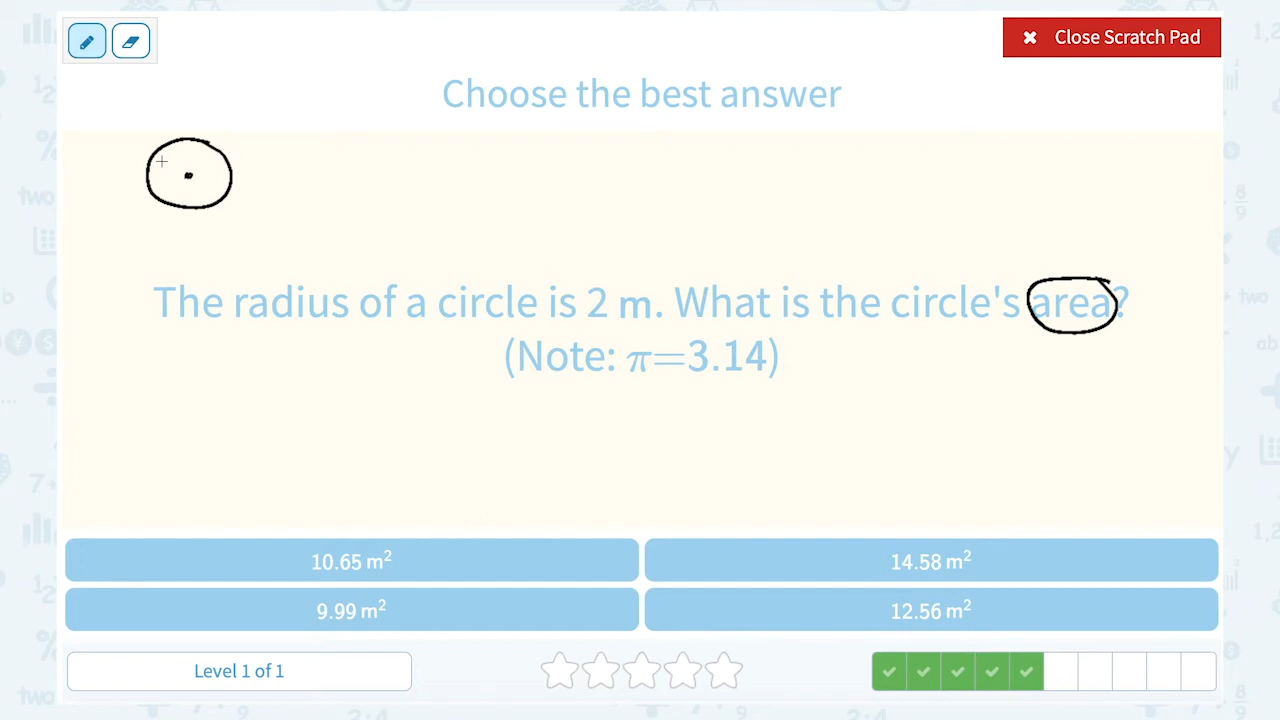 ✖ Close Scratch Pad
Choose the best answer
The radius of a circle is 2 m. What is the circle's area?
(Note: π=3.14)
10.65 m²
14.58 m²
9.99 m²
12.56 m²
Level 1 of 1